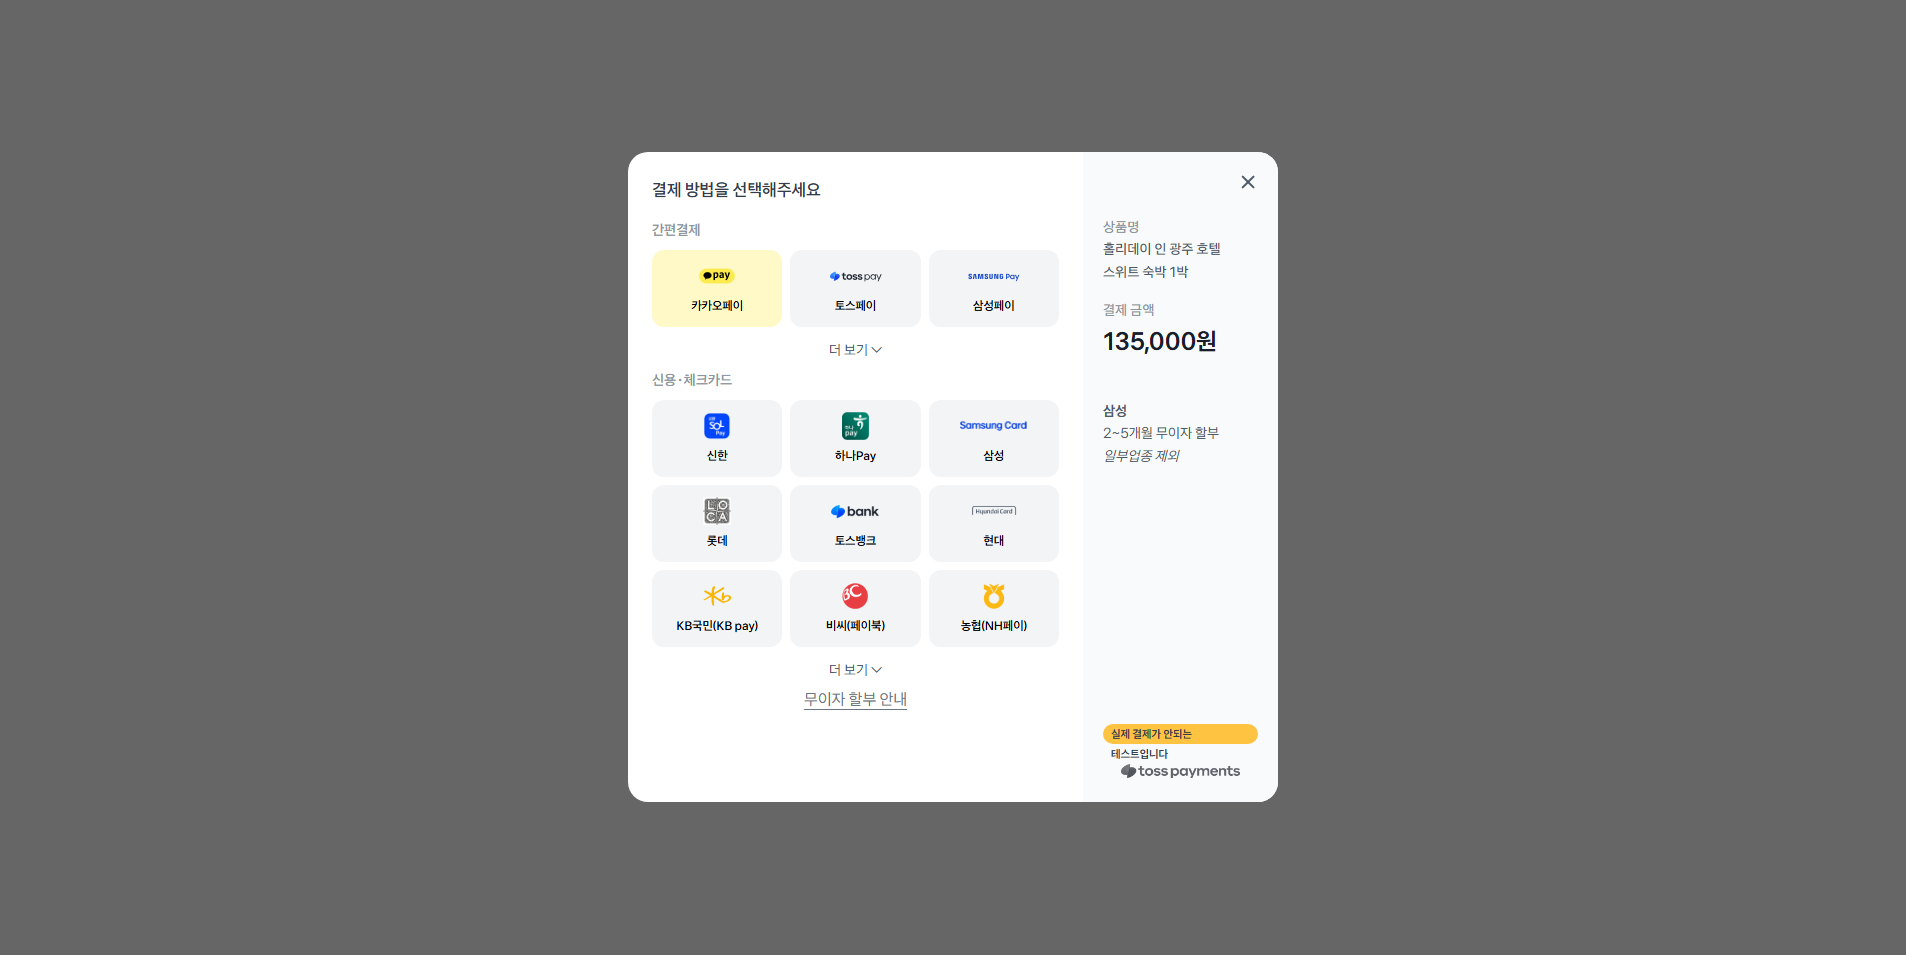 결제 방법을 선택해주세요
간편결제
pay
카카오페이
toss pay
토스페이
SAMSUNG Pay
삼성페이
더 보기
신용·체크카드
SOL
Pay
신한
하나
pay
하나Pay
Samsung Card
삼성
LO
CA
롯데
bank
토스뱅크
Hyundai Card
현대
Kb
KB국민(KB pay)
BC
비씨(페이북)
농협(NH페이)
더 보기
무이자 할부 안내
상품명
홀리데이 인 광주 호텔
스위트 숙박 1박
결제 금액
135,000원
삼성
2~5개월 무이자 할부
일부업종 제외
실제 결제가 안되는
테스트입니다
toss payments